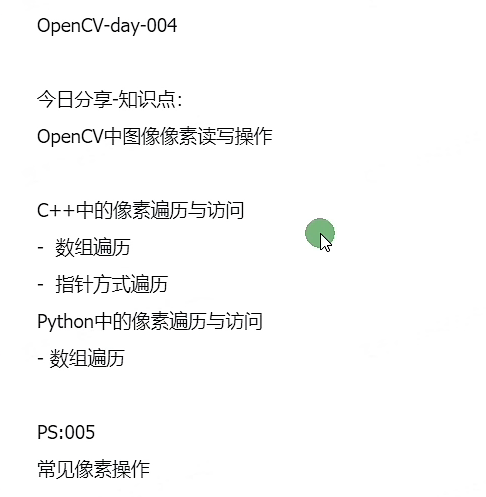 OpenCV-day-004
今日分享-知识点：
OpenCV中图像像素读写操作
C++中的像素遍历与访问
- 数组遍历
- 指针方式遍历
Python中的像素遍历与访问
- 数组遍历
PS:005
常见像素操作